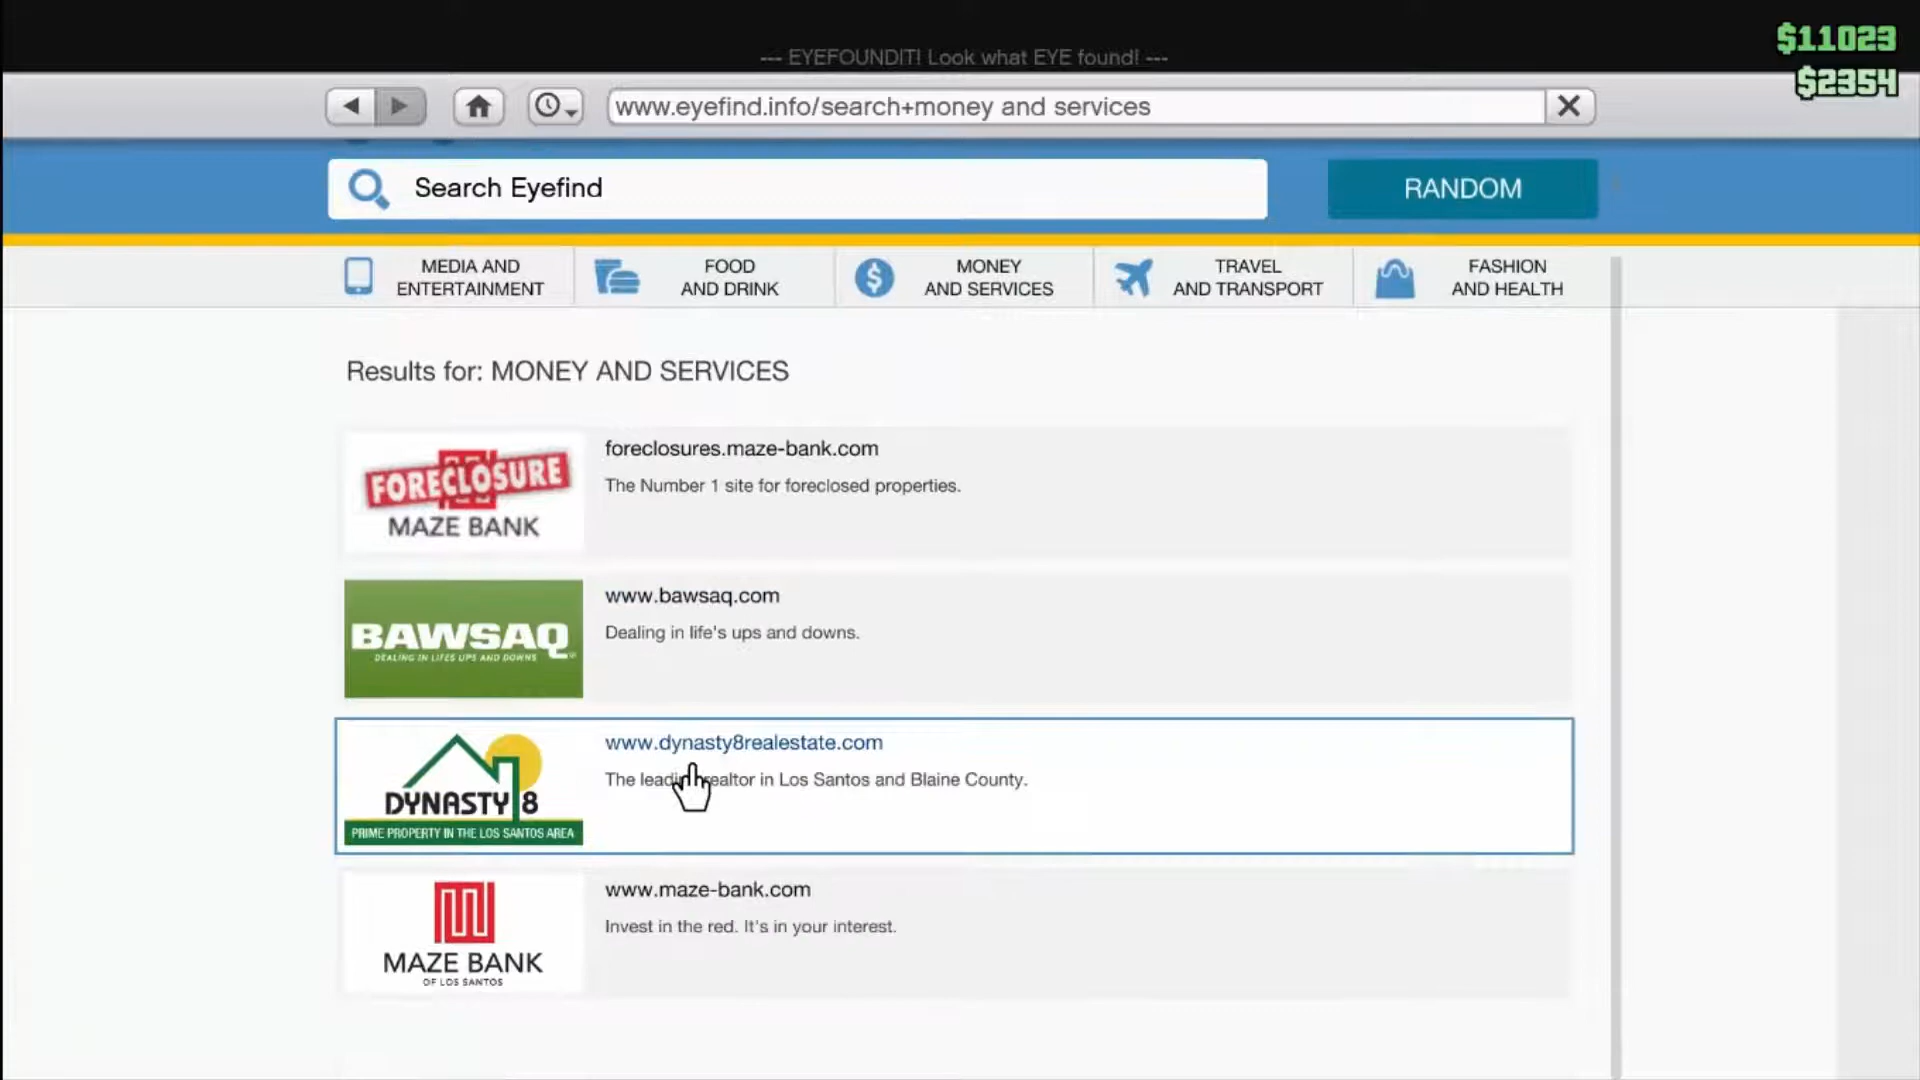 --- EYEFOUNDIT! Look what EYE found! ---
$11023
$2354
www.eyefind.info/search+money and services
Search Eyefind
RANDOM
MEDIA AND
ENTERTAINMENT
FOOD
AND DRINK
MONEY
AND SERVICES
TRAVEL
AND TRANSPORT
FASHION
AND HEALTH
Results for: MONEY AND SERVICES
FORECLOSURE
MAZE BANK
foreclosures.maze-bank.com
The Number 1 site for foreclosed properties.
BAWSAQ
DEALING IN LIFES UPS AND DOWNS
www.bawsaq.com
Dealing in life's ups and downs.
DYNASTY 8
PRIME PROPERTY IN THE LOS SANTOS AREA
www.dynasty8realestate.com
The leading realtor in Los Santos and Blaine County.
MAZE BANK
OF LOS SANTOS
www.maze-bank.com
Invest in the red. It's in your interest.